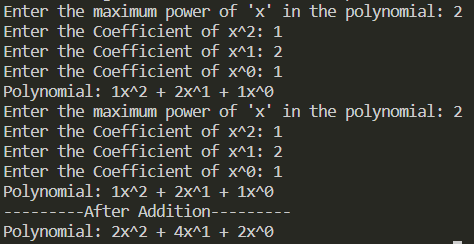 Enter the maximum power of 'x' in the polynomial: 2
Enter the Coefficient of x^2: 1
Enter the Coefficient of x^1: 2
Enter the Coefficient of x^0: 1
Polynomial: 1x^2 + 2x^1 + 1x^0
Enter the maximum power of 'x' in the polynomial: 2
Enter the Coefficient of x^2: 1
Enter the Coefficient of x^1: 2
Enter the Coefficient of x^0: 1
Polynomial: 1x^2 + 2x^1 + 1x^0
---------After Addition---------
Polynomial: 2x^2 + 4x^1 + 2x^0